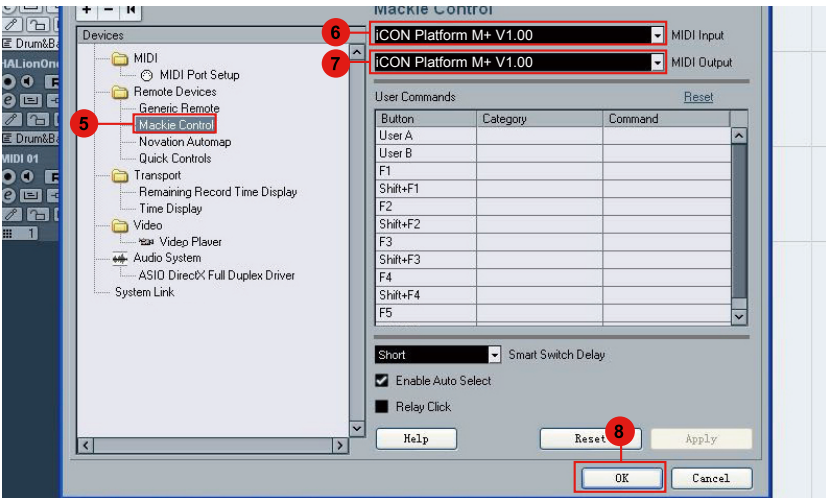 + - 
Mackie Control
Devices
MIDI
MIDI Port Setup
Remote Devices
Generic Remote
5
Mackie Control
Novation Automap
Quick Controls
Transport
Remaining Record Time Display
Time Display
Video
Video Player
Audio System
ASIO DirectX Full Duplex Driver
System Link
6
iCON Platform M+ V1.00
MIDI Input
7
iCON Platform M+ V1.00
MIDI Output
User Commands Reset
Button Category Command
User A
User B
F1
Shift+F1
F2
Shift+F2
F3
Shift+F3
F4
Shift+F4
F5
Short Smart Switch Delay
Enable Auto Select
Relay Click
Help Reset Apply
8
OK Cancel
Drum&Ba
HALionOne
Drum&Ba
MIDI 01
1